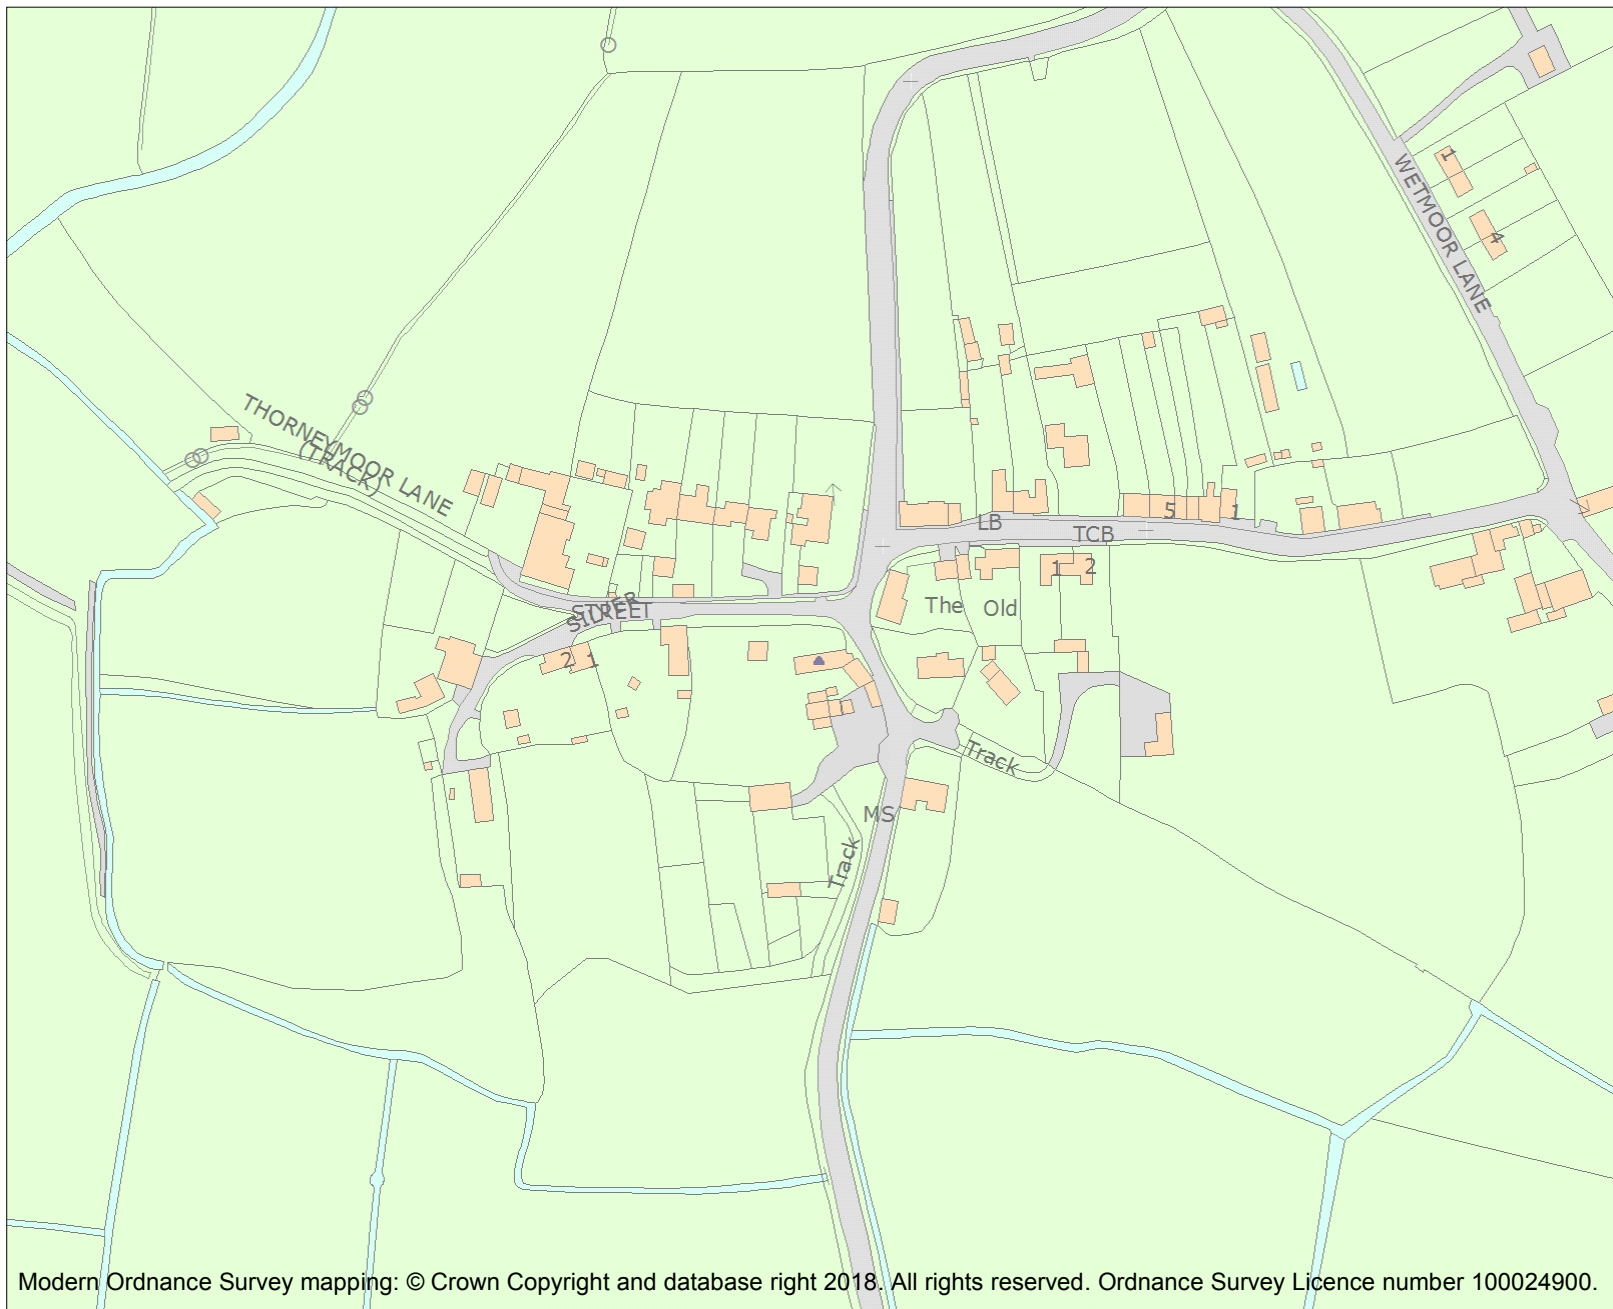 WETMOOR LANE
1
4
THORNEYMOOR LANE
(TRACK)
LB
5
1
TCB
1
2
The Old
SILVER
STREET
2
1
Track
MS
Track
Modern Ordnance Survey mapping: © Crown Copyright and database right 2018. All rights reserved. Ordnance Survey Licence number 100024900.